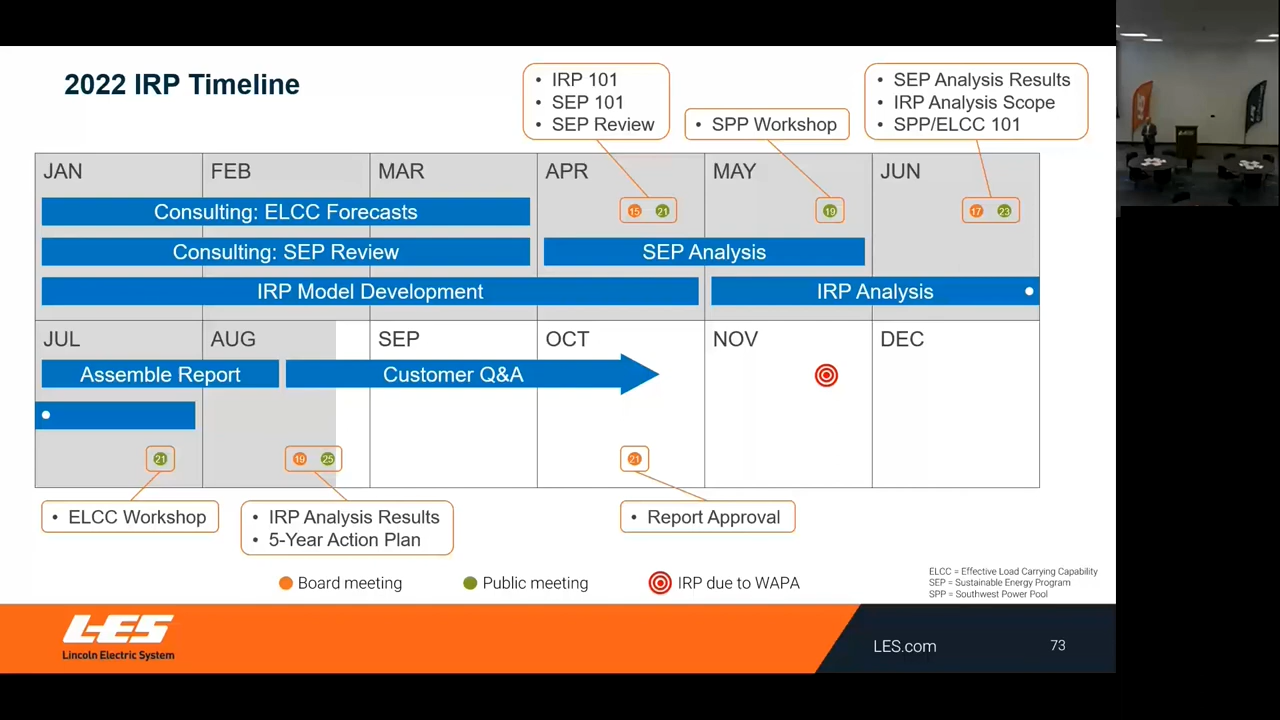 2022 IRP Timeline
• IRP 101
• SEP 101
• SEP Review
• SPP Workshop
• SEP Analysis Results
• IRP Analysis Scope
• SPP/ELCC 101
JAN
FEB
MAR
APR
MAY
JUN
Consulting: ELCC Forecasts
15
21
19
17
23
Consulting: SEP Review
SEP Analysis
IRP Model Development
IRP Analysis
JUL
AUG
SEP
OCT
NOV
DEC
Assemble Report
Customer Q&A
21
19
25
21
• ELCC Workshop
• IRP Analysis Results
• 5-Year Action Plan
• Report Approval
Board meeting
Public meeting
IRP due to WAPA
ELCC = Effective Load Carrying Capability
SEP = Sustainable Energy Program
SPP = Southwest Power Pool
LES
Lincoln Electric System
LES.com
73
LES
LES